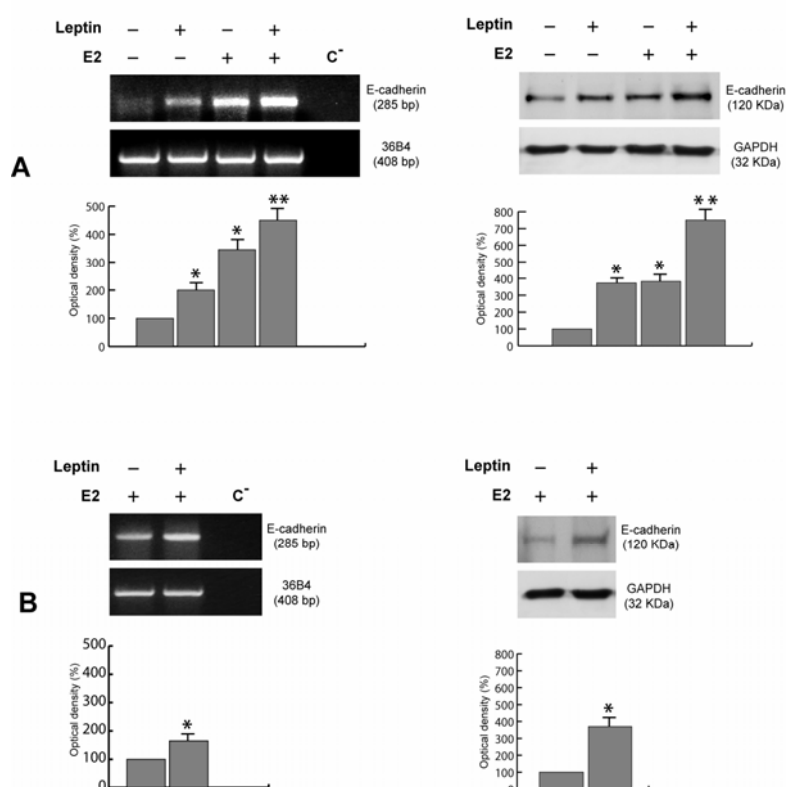 Leptin − + − +
E2 − − + + C-
E-cadherin
(285 bp)
36B4
(408 bp)
A
Optical density (%)
500
400
300
200
100
0
*
*
**
Leptin − + − +
E2 − − + +
E-cadherin
(120 KDa)
GAPDH
(32 KDa)
Optical density (%)
800
700
600
500
400
300
200
100
0
*
*
**
Leptin − +
E2 + + C-
E-cadherin
(285 bp)
36B4
(408 bp)
B
Optical density (%)
500
400
300
200
100
0
*
Leptin − +
E2 + +
E-cadherin
(120 KDa)
GAPDH
(32 KDa)
Optical density (%)
800
700
600
500
400
300
200
100
*